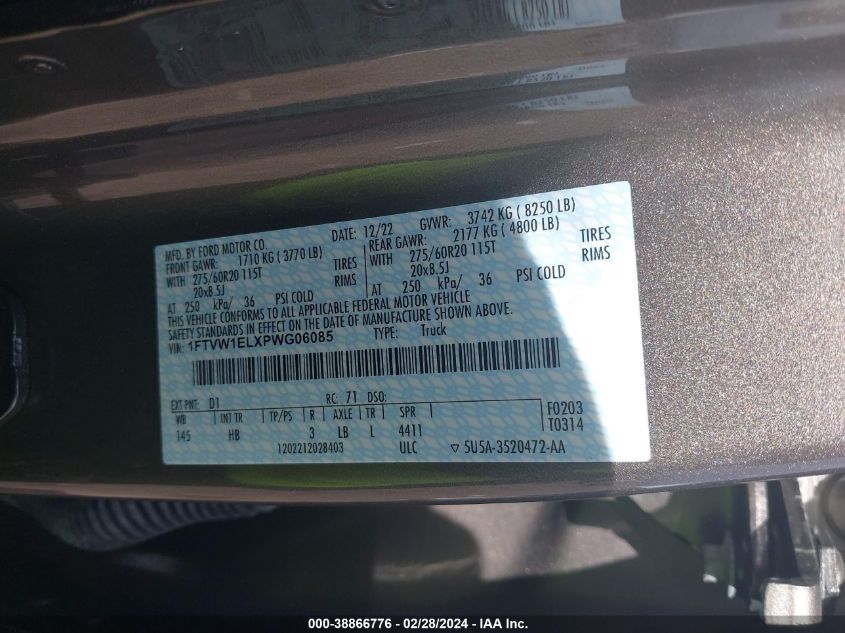 MFD. BY FORD MOTOR CO.
DATE: 12/22 GVWR: 3742 KG ( 8250 LB)
FRONT GAWR: 1710 KG ( 3770 LB)
REAR GAWR: 2177 KG ( 4800 LB)
WITH 275/60R20 115T TIRES
WITH 275/60R20 115T TIRES
20x8.5J RIMS
20x8.5J RIMS
AT 250 kPa/ 36 PSI COLD
AT 250 kPa/ 36 PSI COLD
THIS VEHICLE CONFORMS TO ALL APPLICABLE FEDERAL MOTOR VEHICLE
SAFETY STANDARDS IN EFFECT ON THE DATE OF MANUFACTURE SHOWN ABOVE.
VIN: 1FTVW1ELXPWG06085 TYPE: Truck
EXT PNT: D1 RC: 71 DSO:
WB INT TR TP/PS R AXLE TR SPR
145 HB 3 LB L 4411
F0203
T0314
1202212028403 ULC ▽ 5U5A-3520472-AA
000-38866776 - 02/28/2024 - IAA Inc.